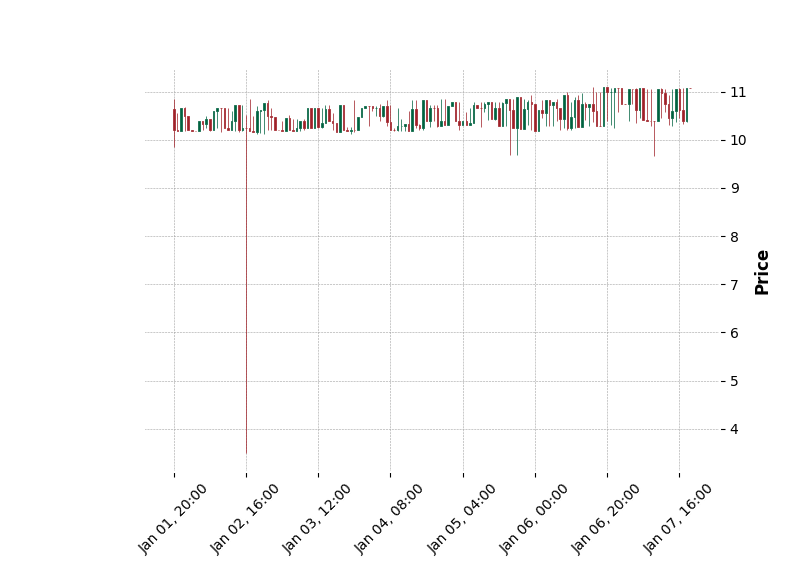 11
10
9
8
7
6
5
4
Price
Jan 01, 20:00
Jan 02, 16:00
Jan 03, 12:00
Jan 04, 08:00
Jan 05, 04:00
Jan 06, 00:00
Jan 06, 20:00
Jan 07, 16:00